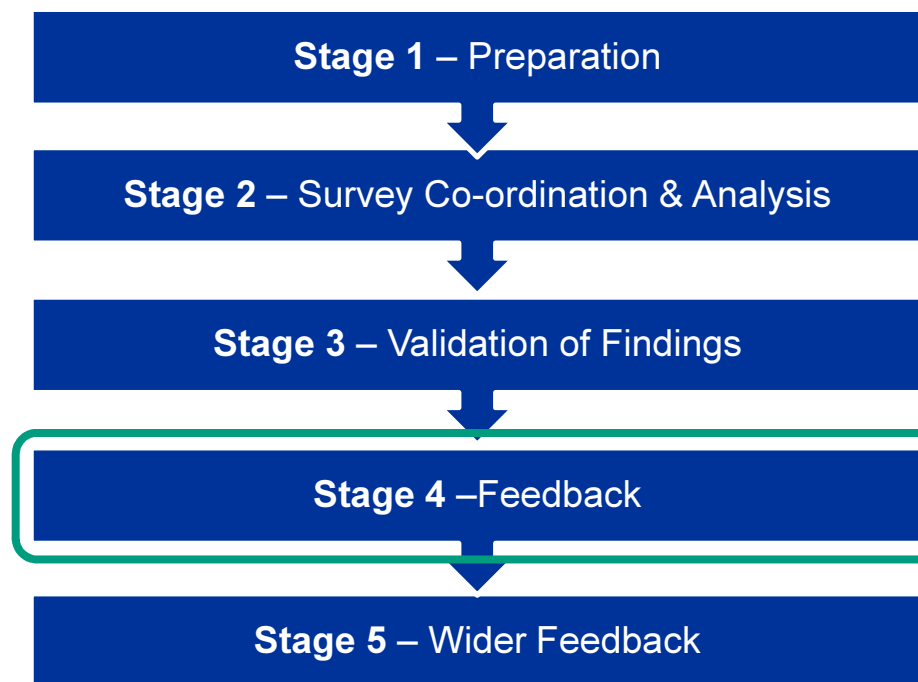 Stage 1 – Preparation
Stage 2 – Survey Co-ordination & Analysis
Stage 3 – Validation of Findings
Stage 4 –Feedback
Stage 5 – Wider Feedback